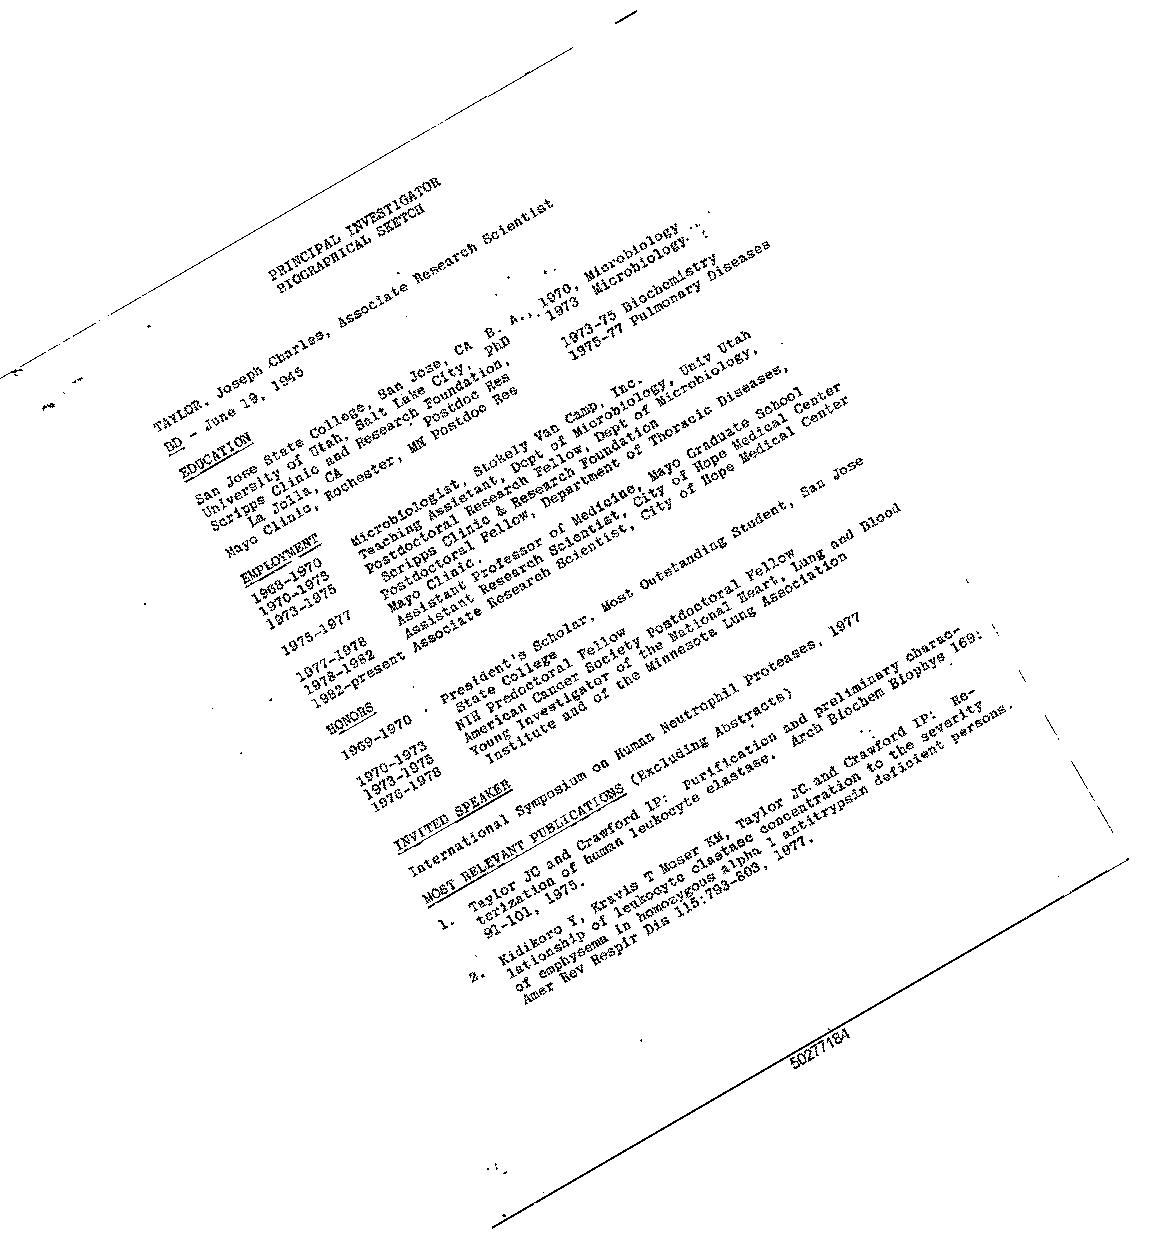 PRINCIPAL INVESTIGATOR
BIOGRAPHICAL SKETCH
TAYLOR, Joseph Charles, Associate Research Scientist
BD - June 19, 1945
EDUCATION
San Jose State College, San Jose, CA B. A., 1970, Microbiology
University of Utah, Salt Lake City, PhD 1973 Microbiology
Scripps Clinic and Research Foundation,
La Jolla, CA Postdoc Res 1973-75 Biochemistry
Mayo Clinic, Rochester, MN Postdoc Res 1975-77 Pulmonary Diseases
EMPLOYMENT
1968-1970 Microbiologist, Stokely Van Camp, Inc.
1970-1973 Teaching Assistant, Dept of Microbiology, Univ Utah
1973-1975 Postdoctoral Research Fellow, Dept of Microbiology,
Scripps Clinic & Research Foundation
1975-1977 Postdoctoral Fellow, Department of Thoracic Diseases,
Mayo Clinic.
1977-1978 Assistant Professor of Medicine, Mayo Graduate School
1978-1982 Assistant Research Scientist, City of Hope Medical Center
1982-present Associate Research Scientist, City of Hope Medical Center
HONORS
1969-1970 President's Scholar, Most Outstanding Student, San Jose
State College
1970-1973 NIH Predoctoral Fellow
1973-1975 American Cancer Society Postdoctoral Fellow
1976-1978 Young Investigator of the National Heart, Lung and Blood
Institute and of the Minnesota Lung Association
INVITED SPEAKER
International Symposium on Human Neutrophil Proteases, 1977
MOST RELEVANT PUBLICATIONS (Excluding Abstracts)
1. Taylor JC and Crawford IP: Purification and preliminary charac-
terization of human leukocyte elastase. Arch Biochem Biophys 169:
91-101, 1975.
2. Kidikoro Y, Kravis T Moser KM, Taylor JC and Crawford IP: Re-
lationship of leukocyte elastase concentration to the severity
of emphysema in homozygous alpha 1 antitrypsin deficient persons.
Amer Rev Respir Dis 115:793-803, 1977.
50277184